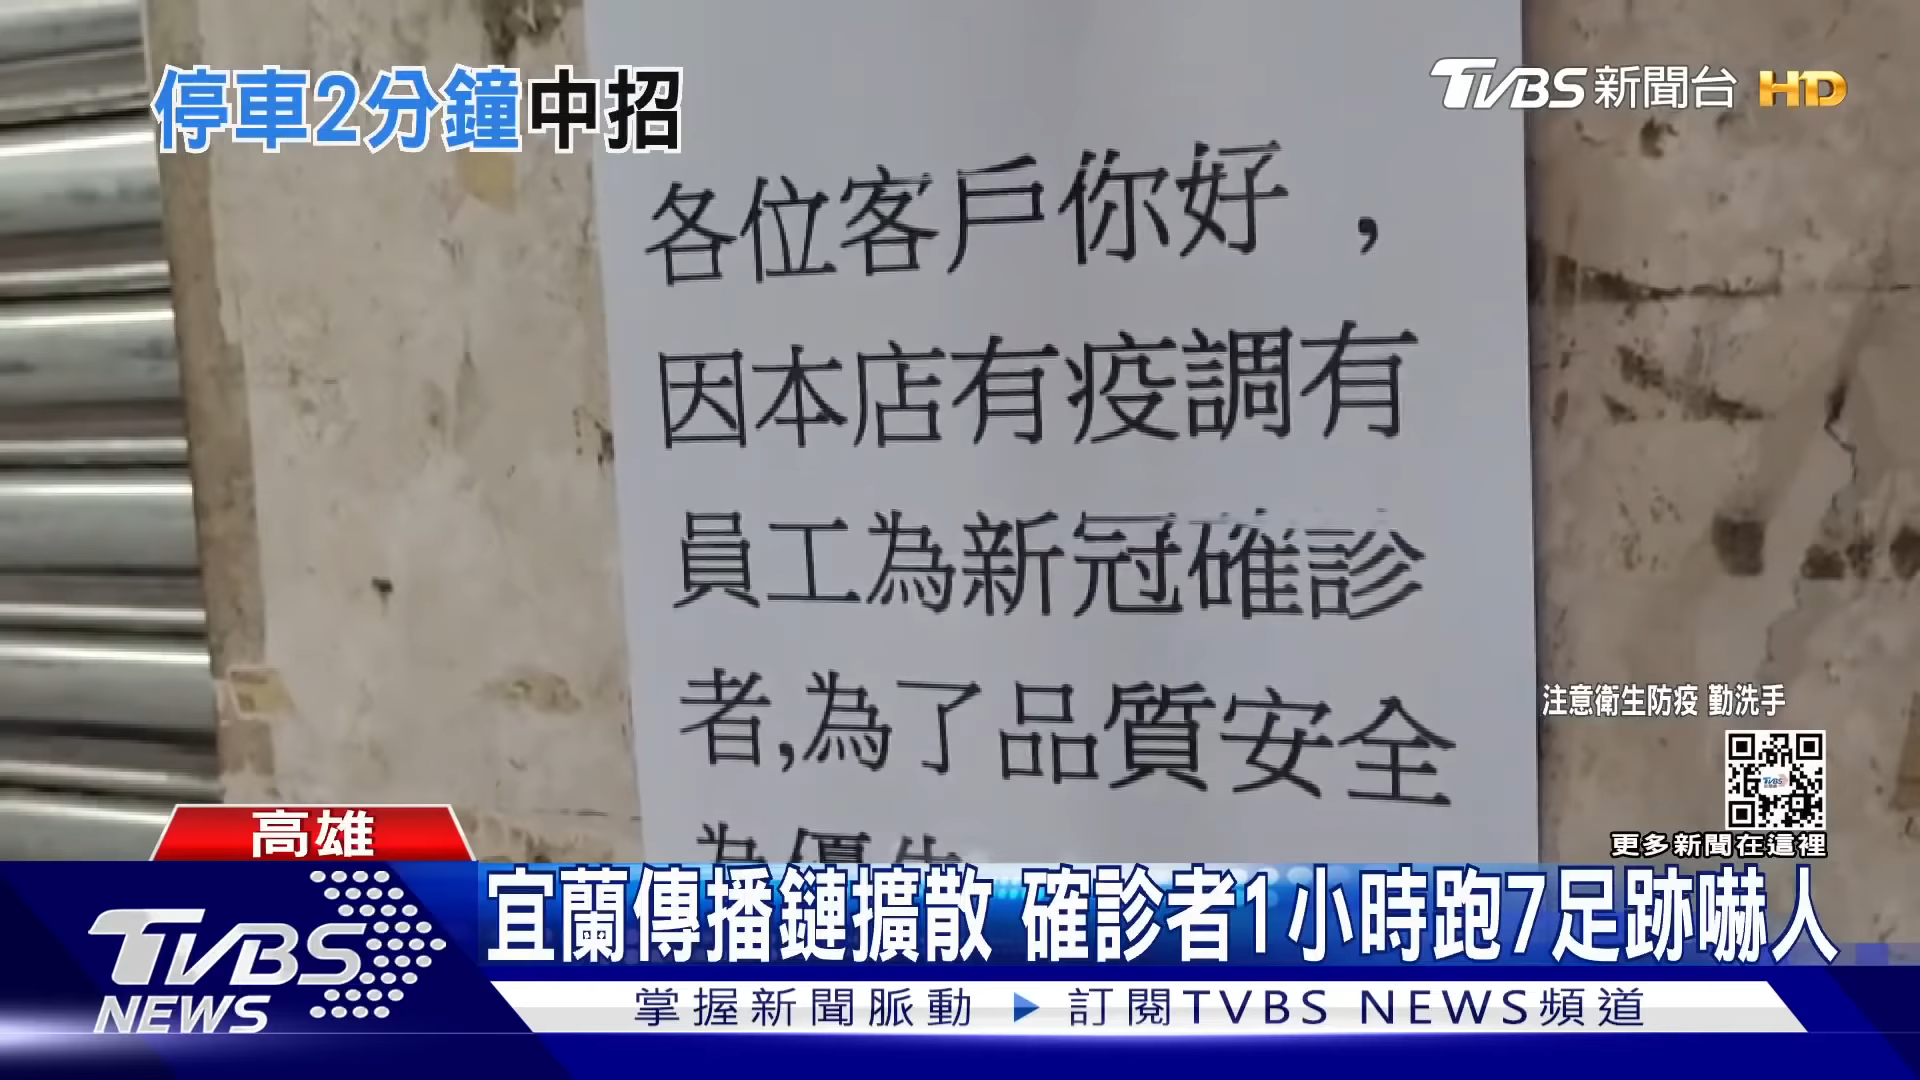 停車2分鐘中招
TVBS新聞台 HD
各位客戶你好，
因本店有疫調有
員工為新冠確診
者,為了品質安全
為優先
注意衛生防疫 勤洗手
TVBS
更多新聞在這裡
高雄
宜蘭傳播鏈擴散 確診者1小時跑7足跡嚇人
TVBS
NEWS
掌握新聞脈動 ▶ 訂閱TVBS NEWS頻道